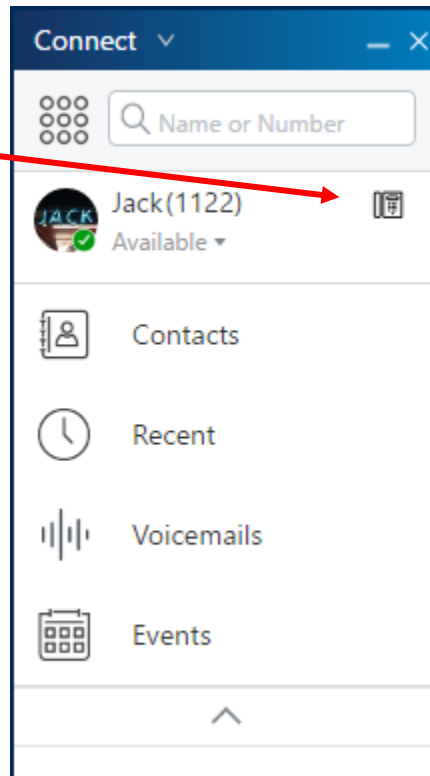 Connect
Name or Number
JACK
Jack(1122)
Available
Contacts
Recent
Voicemails
Events